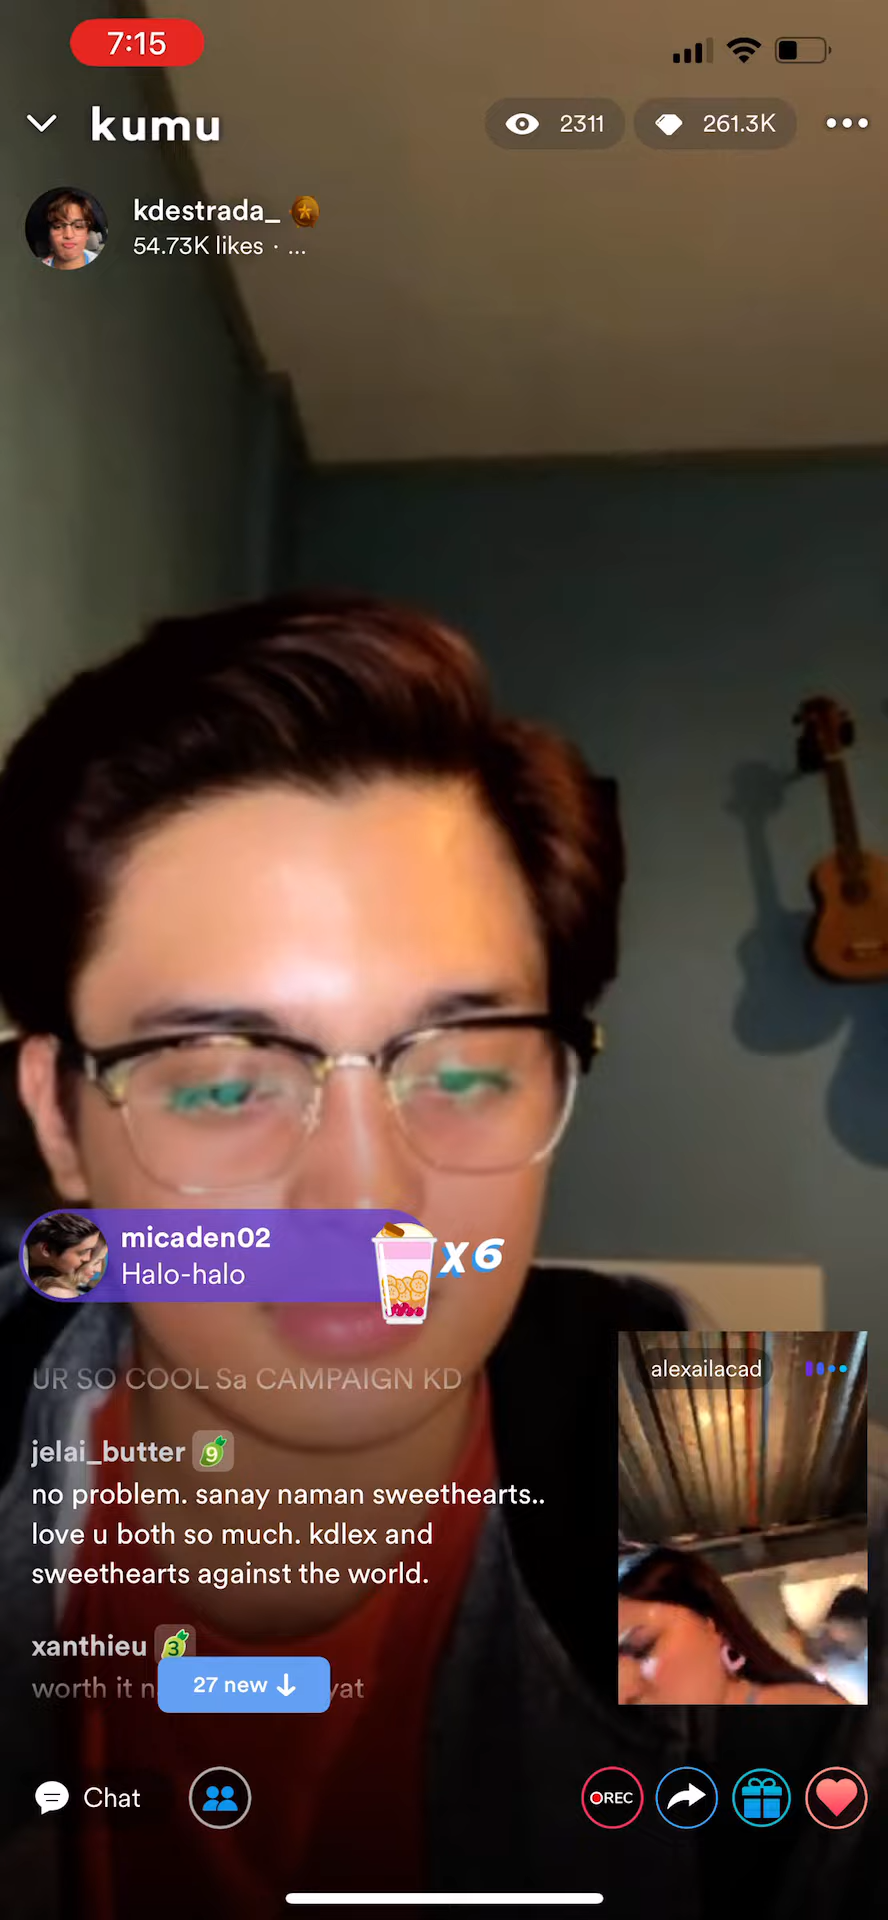 7:15
kumu
2311
261.3K
kdestrada_
54.73K likes · ...
micaden02
Halo-halo
x6
UR SO COOL Sa CAMPAIGN KD
alexailacad
jelai_butter 9
no problem. sanay naman sweethearts..
love u both so much. kdlex and
sweethearts against the world.
xanthieu 3
worth it
27 new
Chat
REC